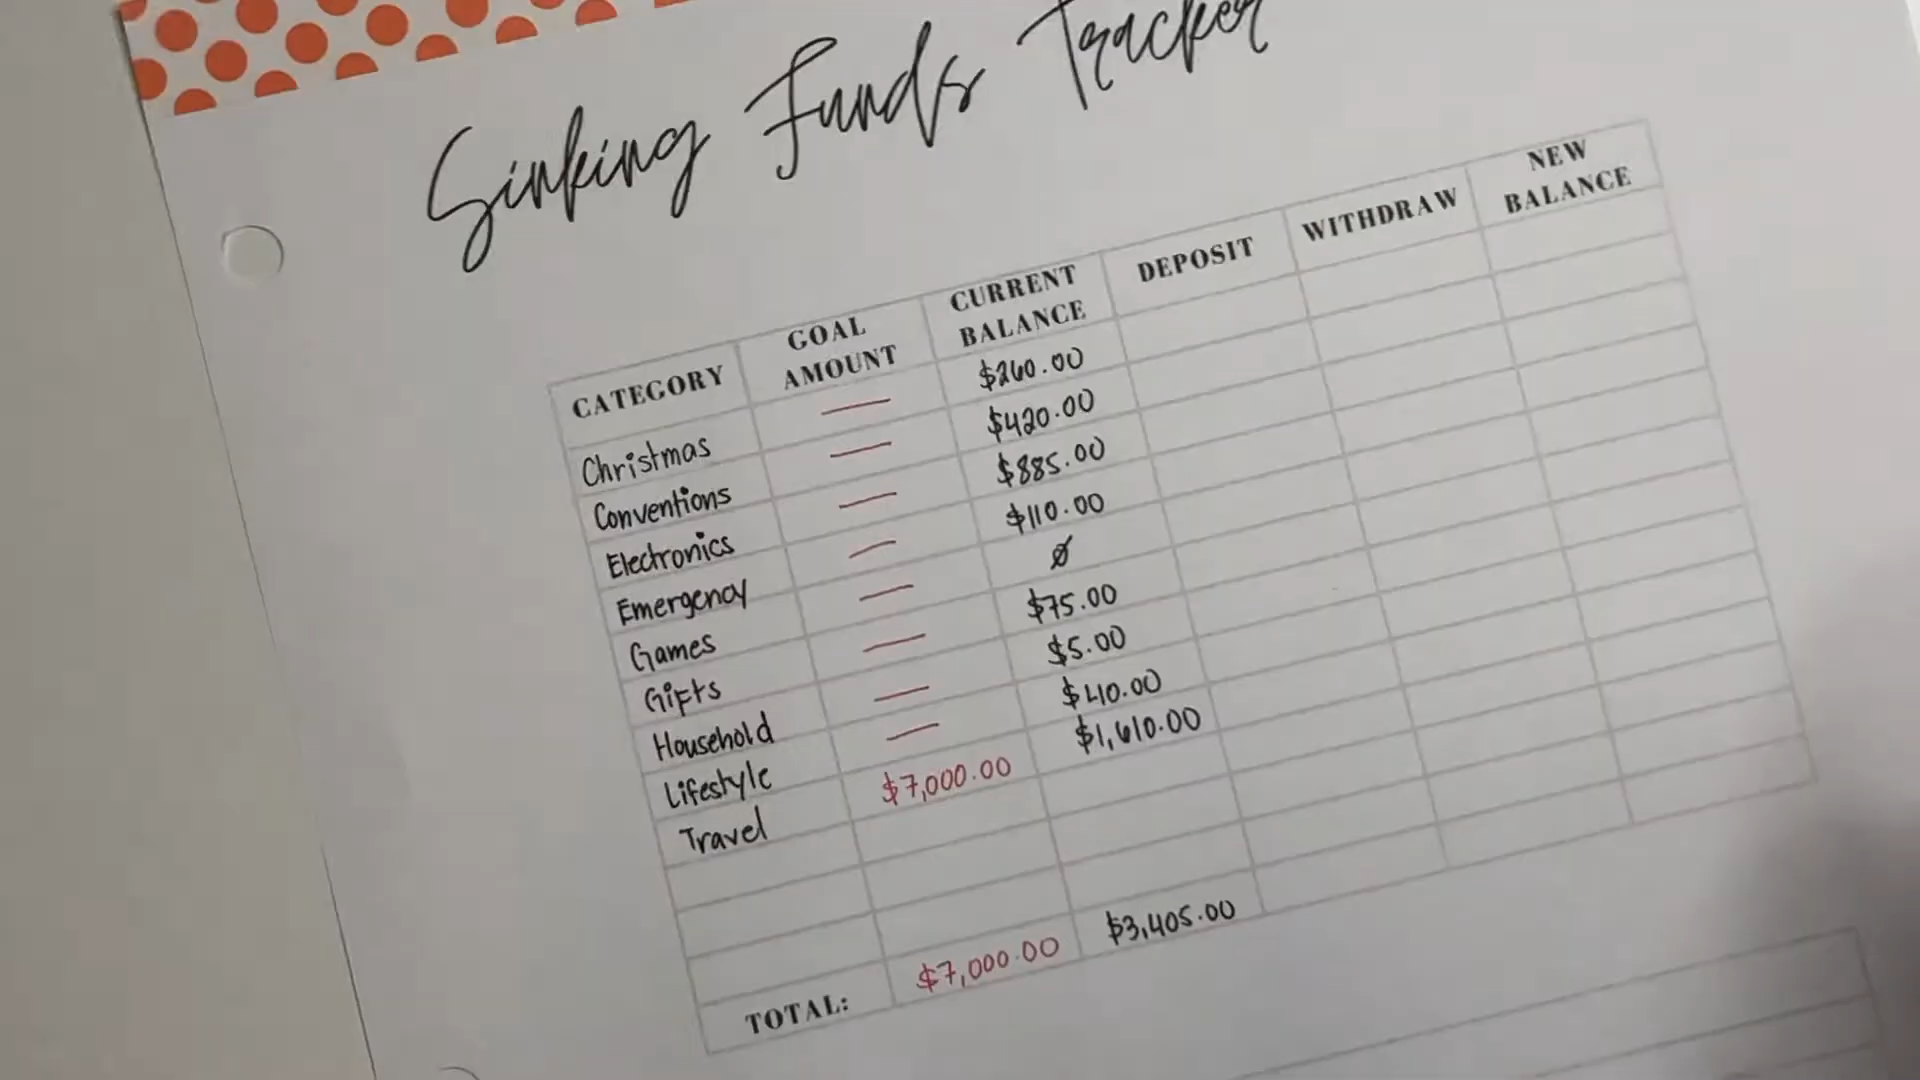 Sinking Funds Tracker
CATEGORY GOAL AMOUNT CURRENT BALANCE DEPOSIT WITHDRAW NEW BALANCE
Christmas — $260.00
Conventions — $420.00
Electronics — $885.00
Emergency — $110.00
Games — Ø
Gifts — $75.00
Household — $5.00
Lifestyle — $40.00
Travel $7,000.00 $1,610.00
TOTAL: $7,000.00 $3,405.00